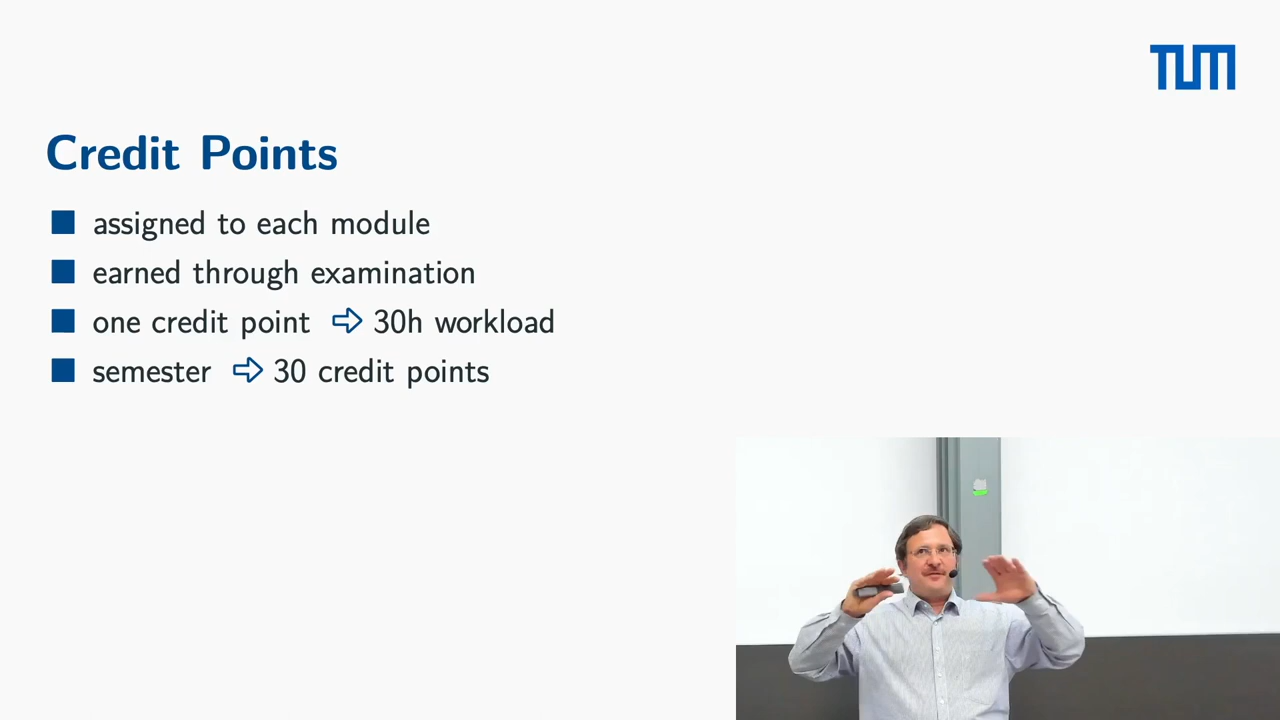 TUM
Credit Points
assigned to each module
earned through examination
one credit point ⇨ 30h workload
semester ⇨ 30 credit points